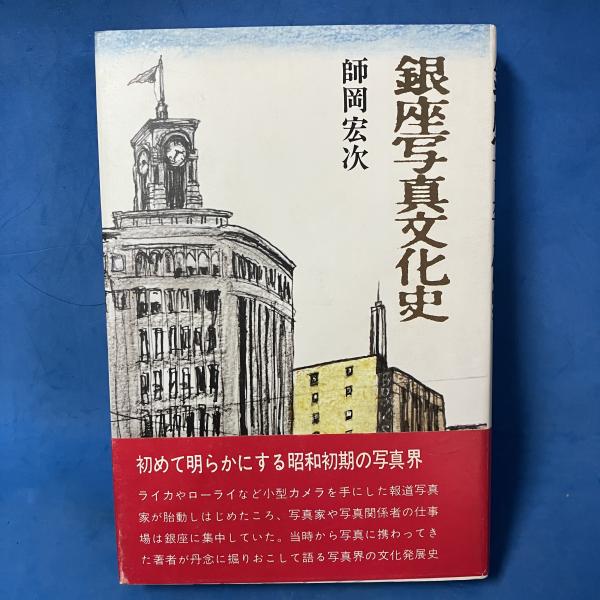 銀座写真文化史
師岡宏次
初めて明らかにする昭和初期の写真界
ライカやローライなど小型カメラを手にした報道写真
家が胎動しはじめたころ、写真家や写真関係者の仕事
場は銀座に集中していた。当時から写真に携わってき
た著者が丹念に掘りおこして語る写真界の文化発展史